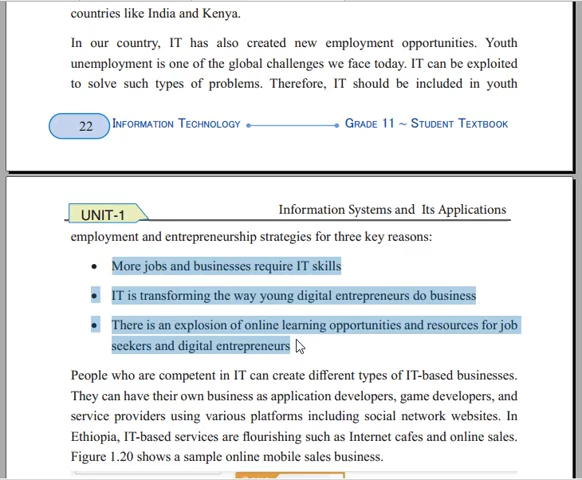 countries like India and Kenya.
In our country, IT has also created new employment opportunities. Youth
unemployment is one of the global challenges we face today. IT can be exploited
to solve such types of problems. Therefore, IT should be included in youth
22 INFORMATION TECHNOLOGY GRADE 11 ~ STUDENT TEXTBOOK
UNIT-1 Information Systems and Its Applications
employment and entrepreneurship strategies for three key reasons:
• More jobs and businesses require IT skills
• IT is transforming the way young digital entrepreneurs do business
• There is an explosion of online learning opportunities and resources for job
seekers and digital entrepreneurs
People who are competent in IT can create different types of IT-based businesses.
They can have their own business as application developers, game developers, and
service providers using various platforms including social network websites. In
Ethiopia, IT-based services are flourishing such as Internet cafes and online sales.
Figure 1.20 shows a sample online mobile sales business.